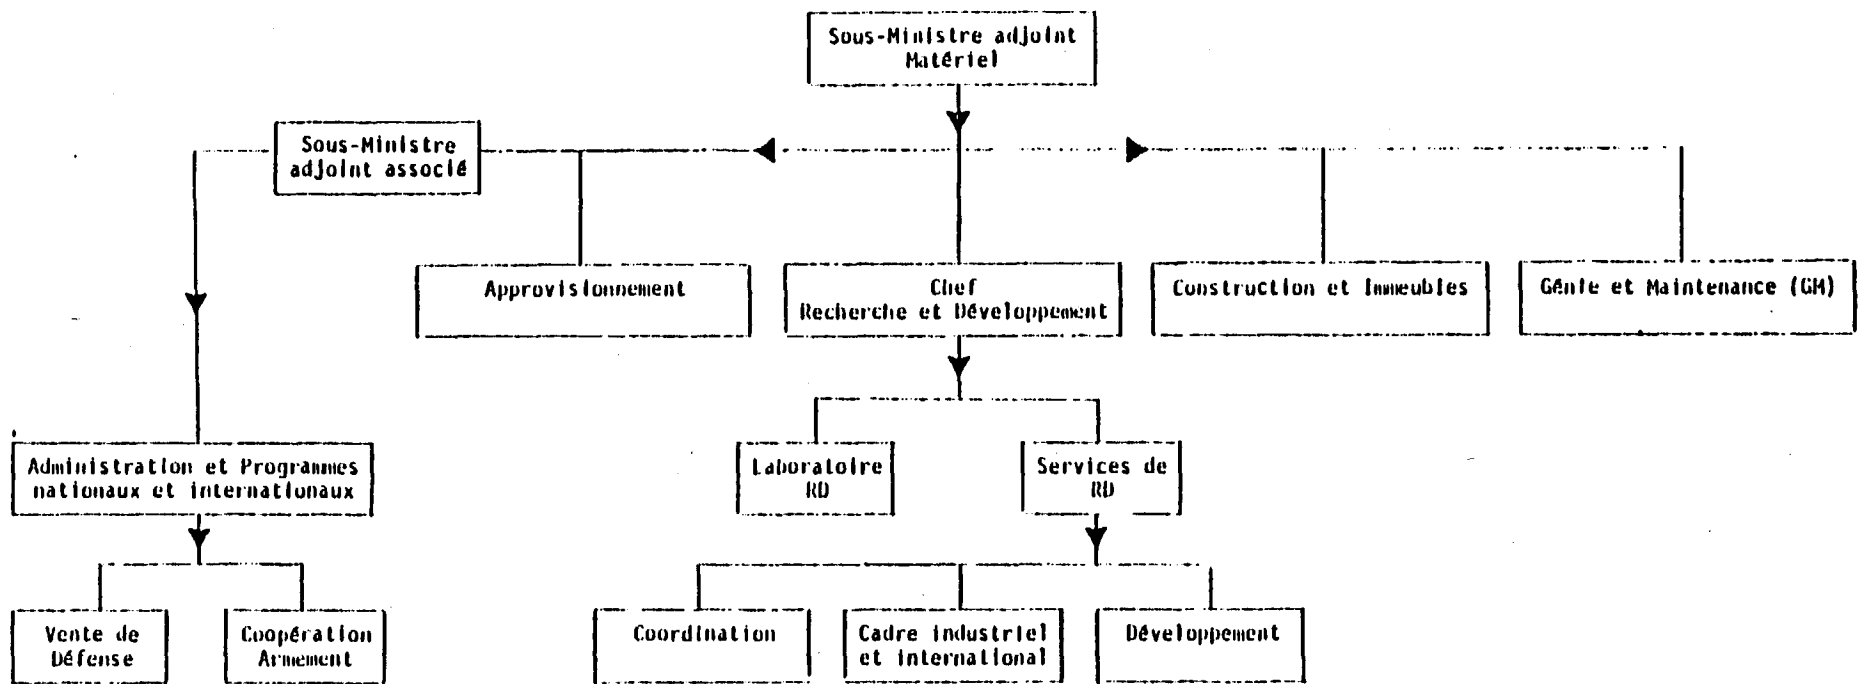 Sous-Ministre adjoint
Matériel
Sous-Ministre
adjoint associé
Approvisionnement
Chef
Recherche et Développement
Construction et Immeubles
Génie et Maintenance (GM)
Administration et Programmes
nationaux et internationaux
Laboratoire
RD
Services de
RD
Vente de
Défense
Coopération
Armement
Coordination
Cadre industriel
et international
Développement